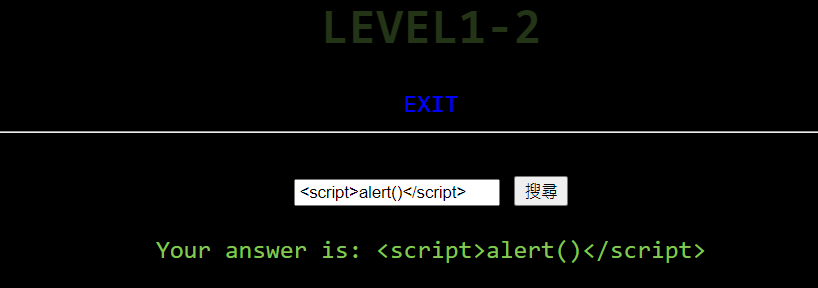 LEVEL1-2
EXIT
<script>alert()</script> 搜尋
Your answer is: <script>alert()</script>